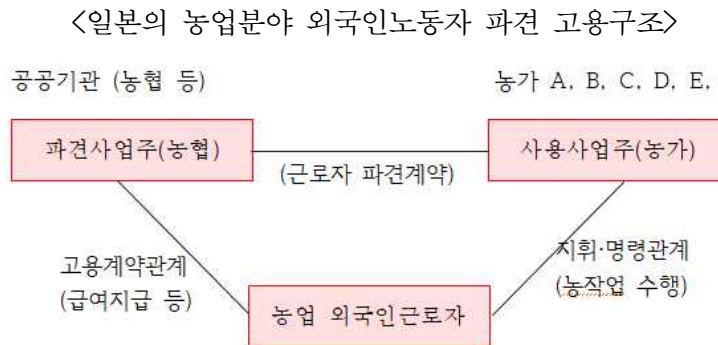 <일본의 농업분야 외국인노동자 파견 고용구조>
공공기관 (농협 등)
농가 A, B, C, D, E,
파견사업주(농협)
사용사업주(농가)
(근로자 파견계약)
고용계약관계
(급여지급 등)
지휘·명령관계
(농작업 수행)
농업 외국인근로자